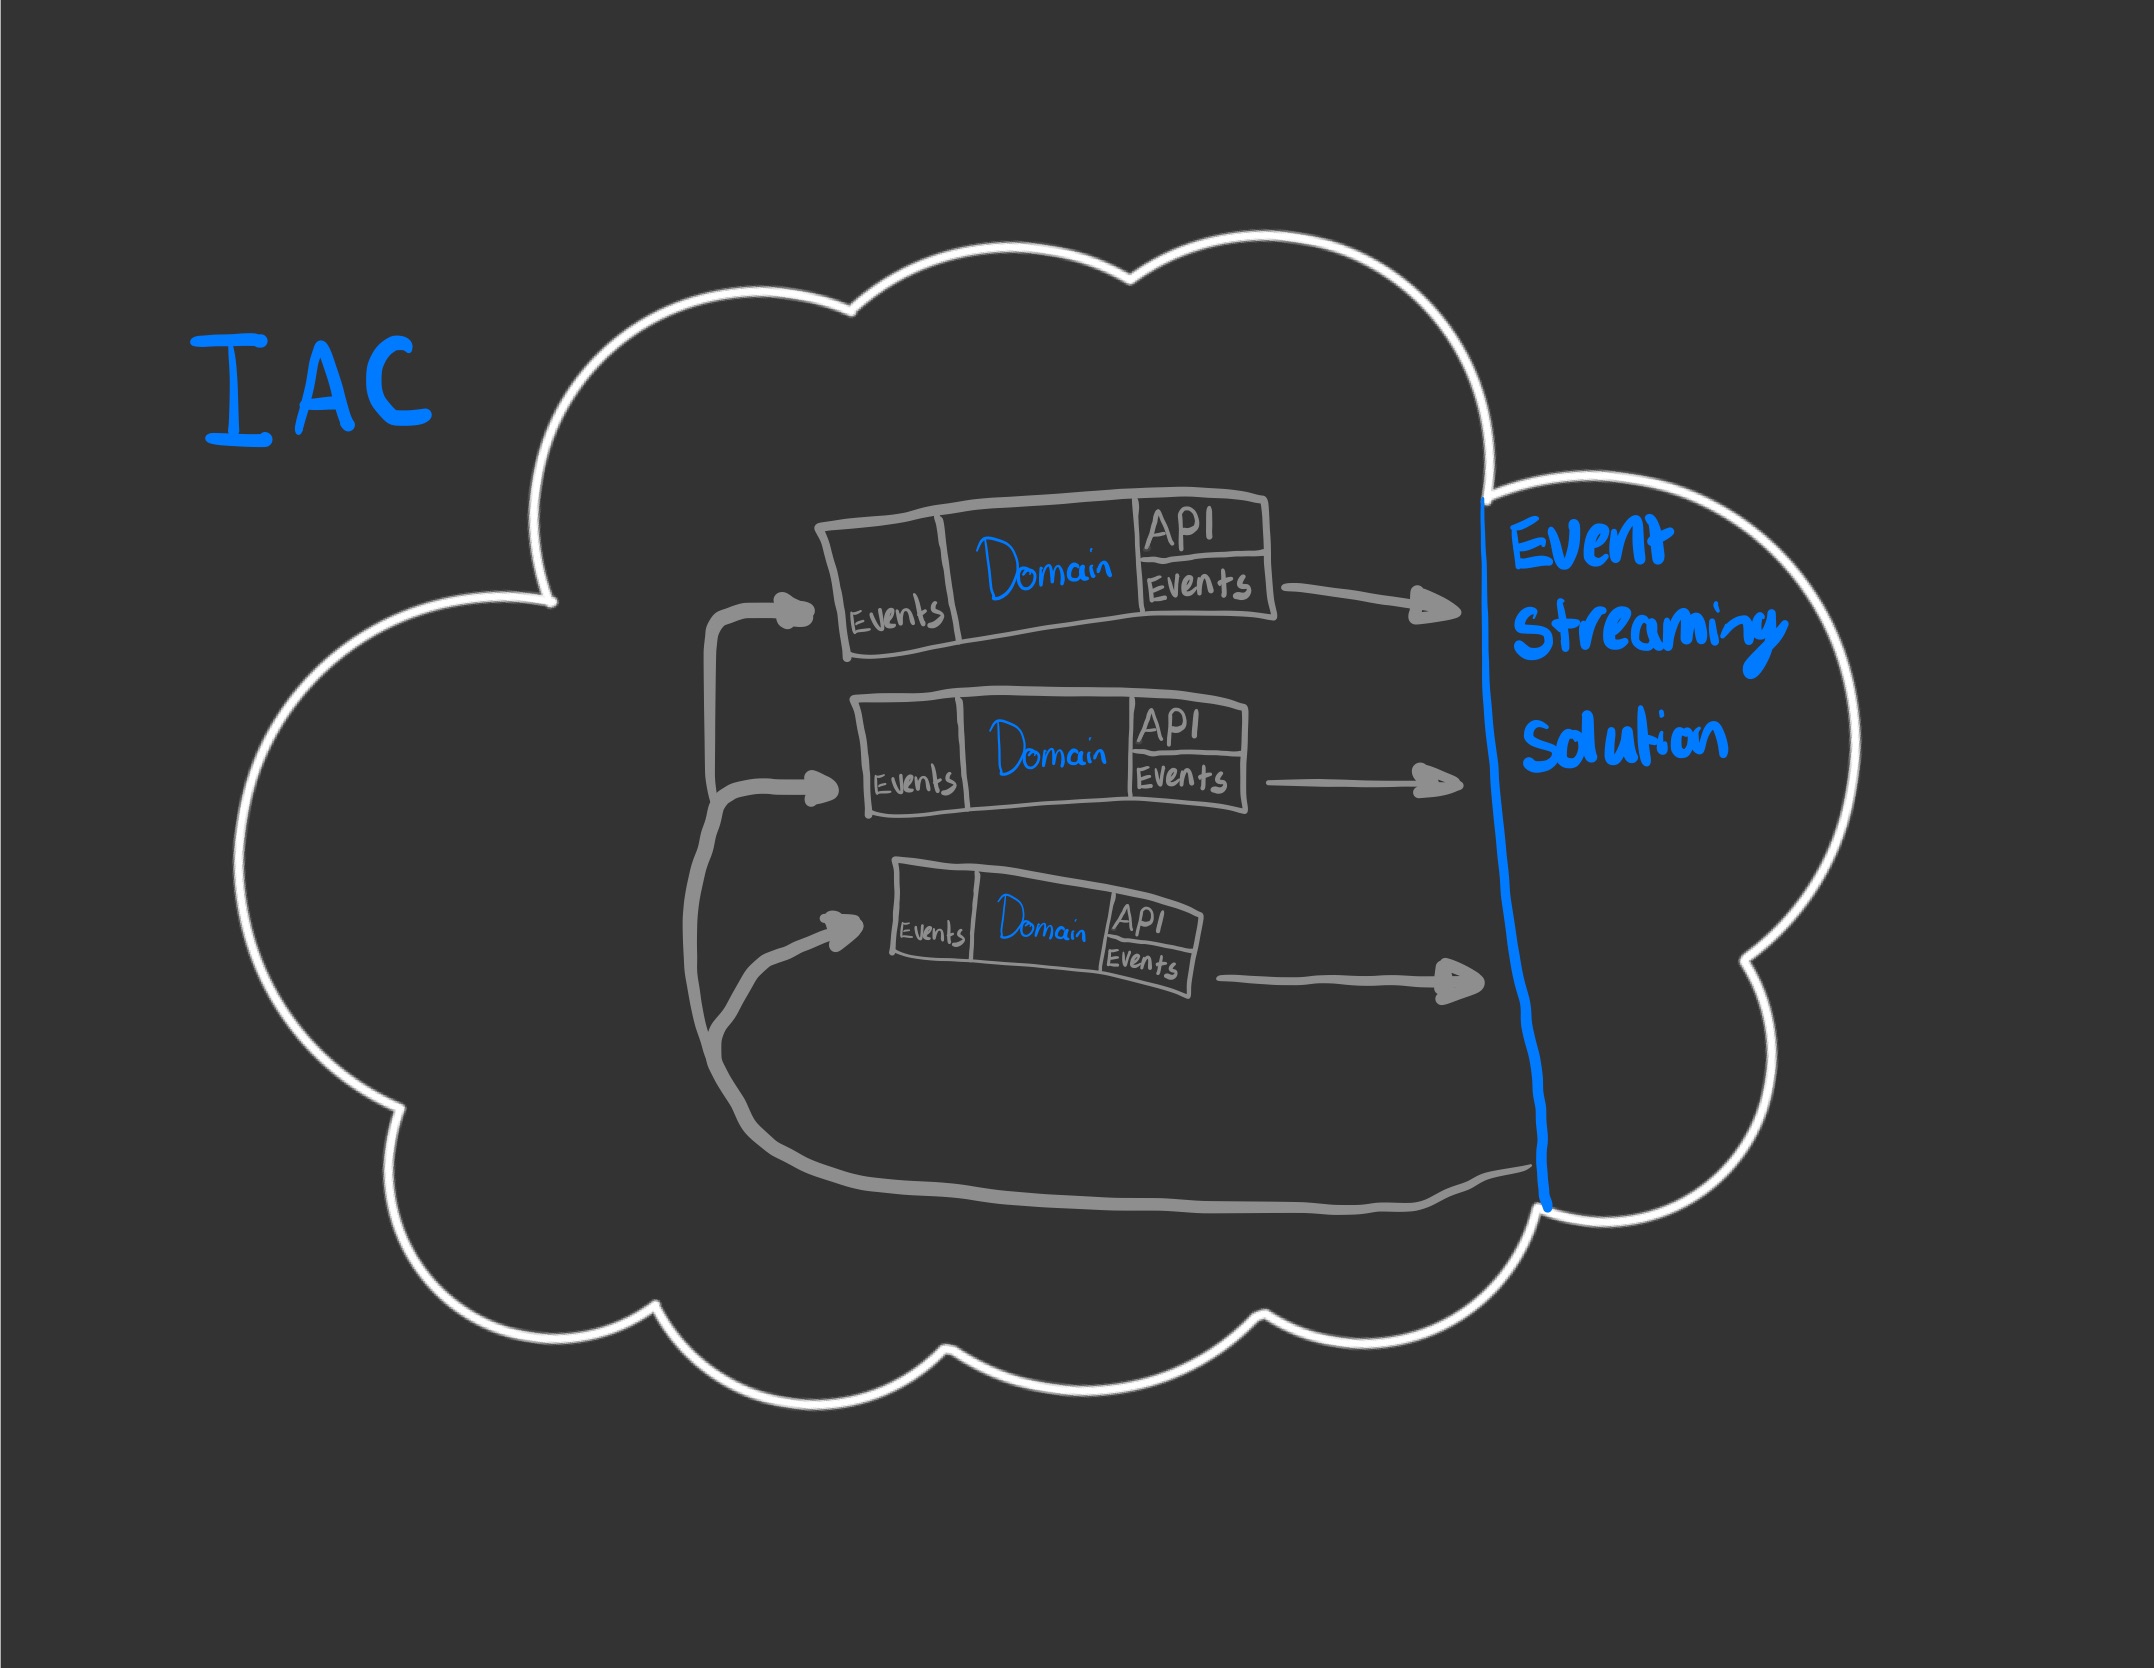 IAC
Event
streaming
solution
API
Domain
Events
Events
API
Domain
Events
Events
API
Domain
Events
Events